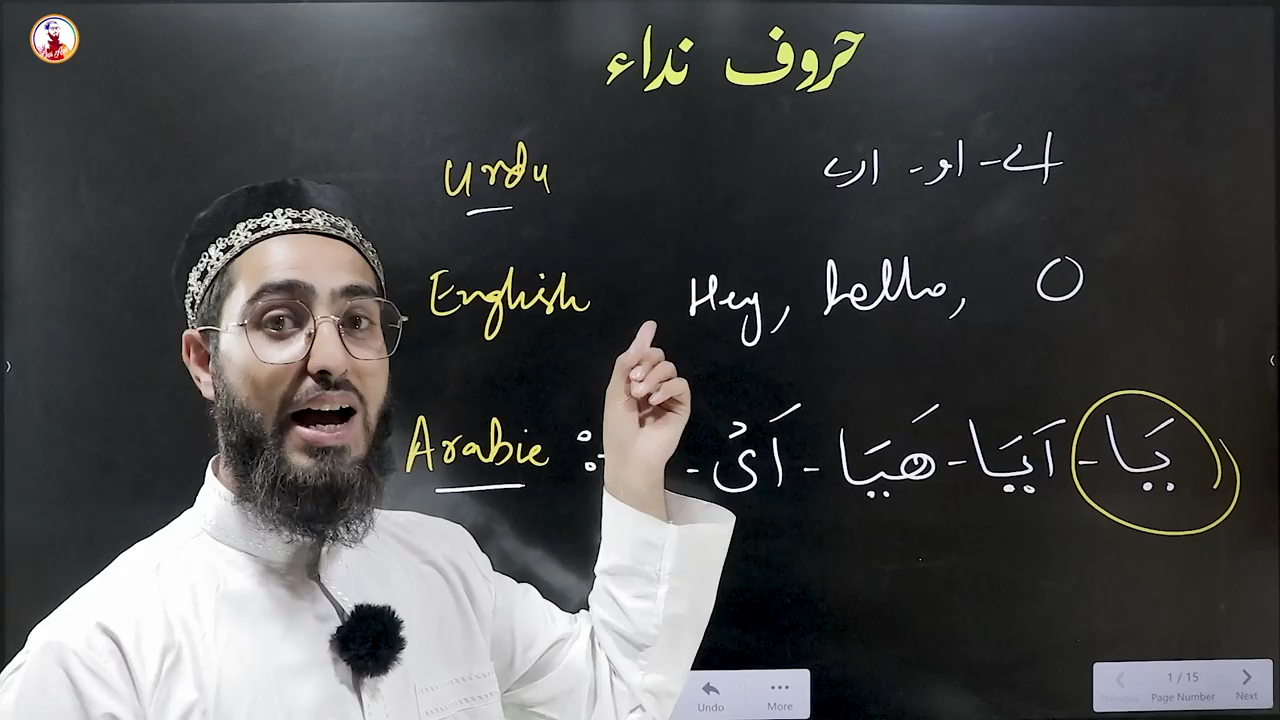 حروف نداء
Urdu اے - او - ارے
English Hey, hello, O
Arabic : یَا - اَیَا - هَیَا - اَیْ -
Undo
More
1 / 15
Previous Page Number Next